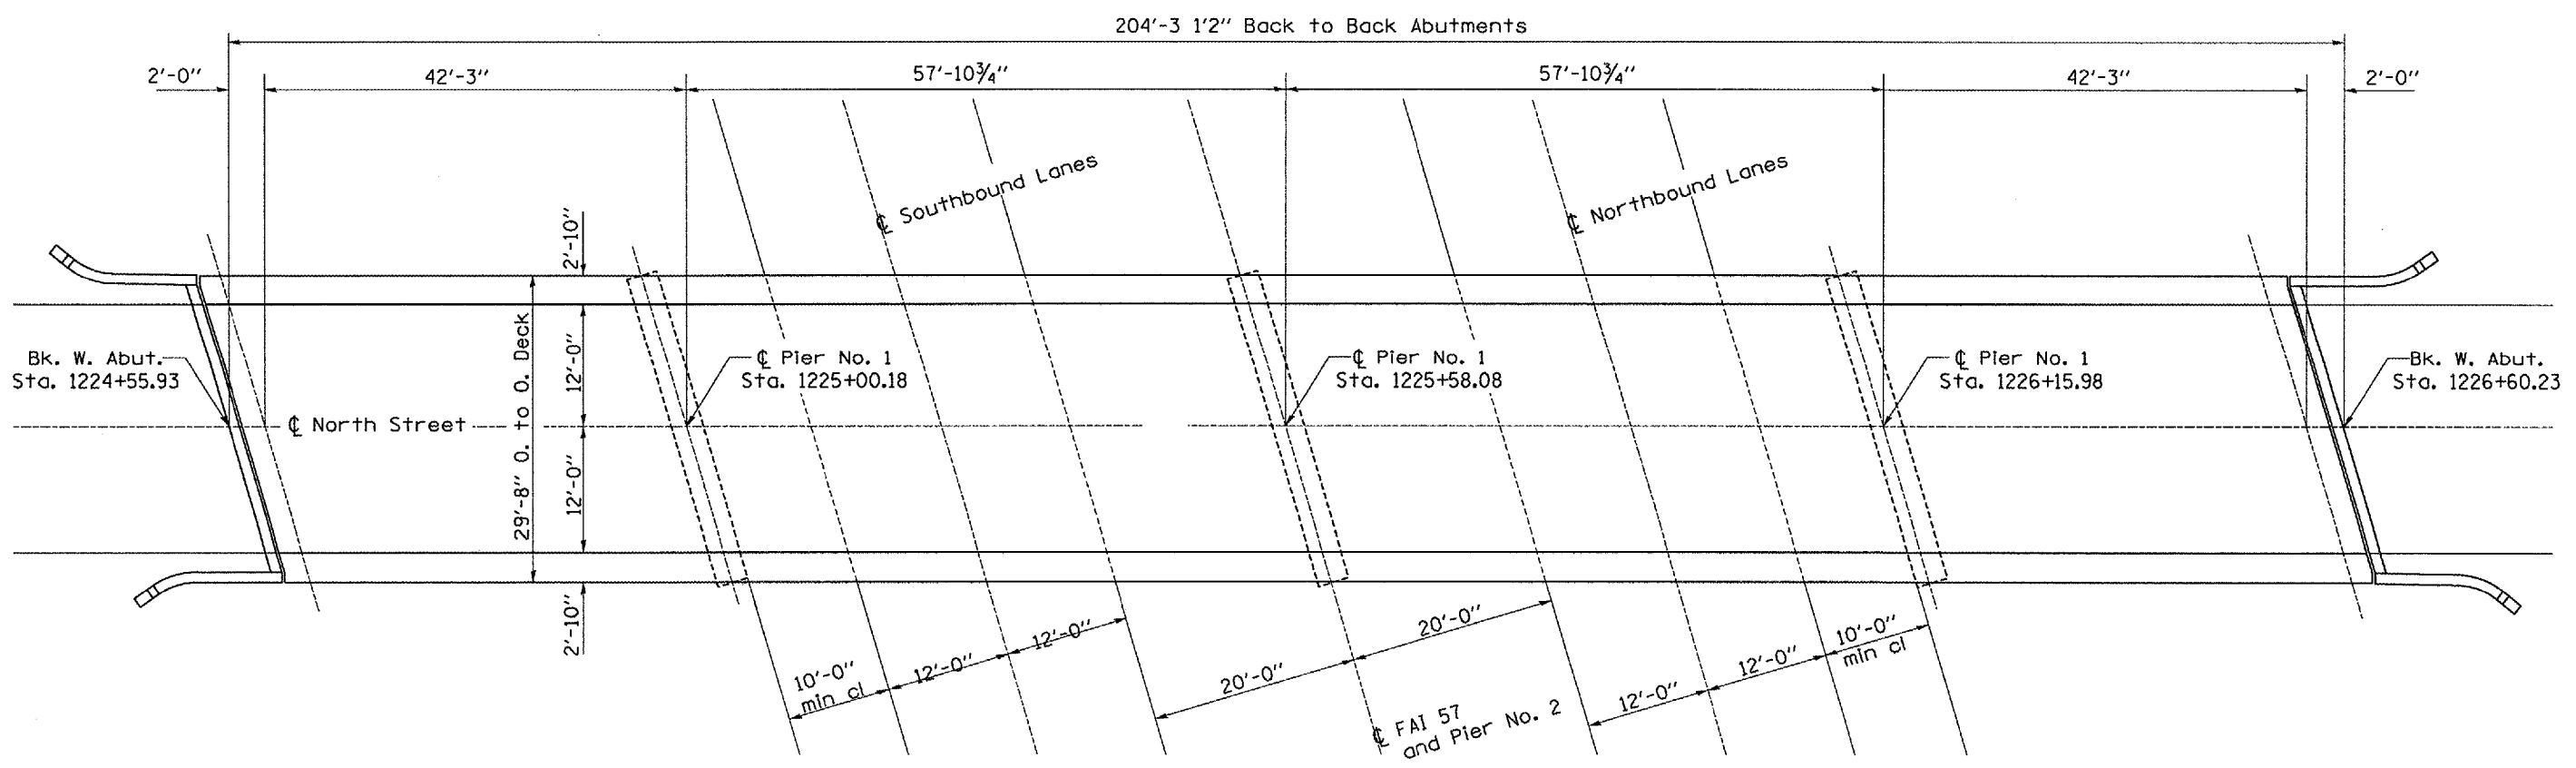 204'-3 1'2" Back to Back Abutments
2'-0"
42'-3"
57'-10¾"
57'-10¾"
42'-3"
2'-0"
℄ Southbound Lanes
℄ Northbound Lanes
2'-10"
12'-0"
12'-0"
29'-8" O. to O. Deck
2'-10"
Bk. W. Abut.
Sta. 1224+55.93
℄ Pier No. 1
Sta. 1225+00.18
℄ Pier No. 1
Sta. 1225+58.08
℄ Pier No. 1
Sta. 1226+15.98
Bk. W. Abut.
Sta. 1226+60.23
℄ North Street
10'-0"
min cl
12'-0"
12'-0"
20'-0"
20'-0"
12'-0"
12'-0"
10'-0"
min cl
℄ FAI 57
and Pier No. 2